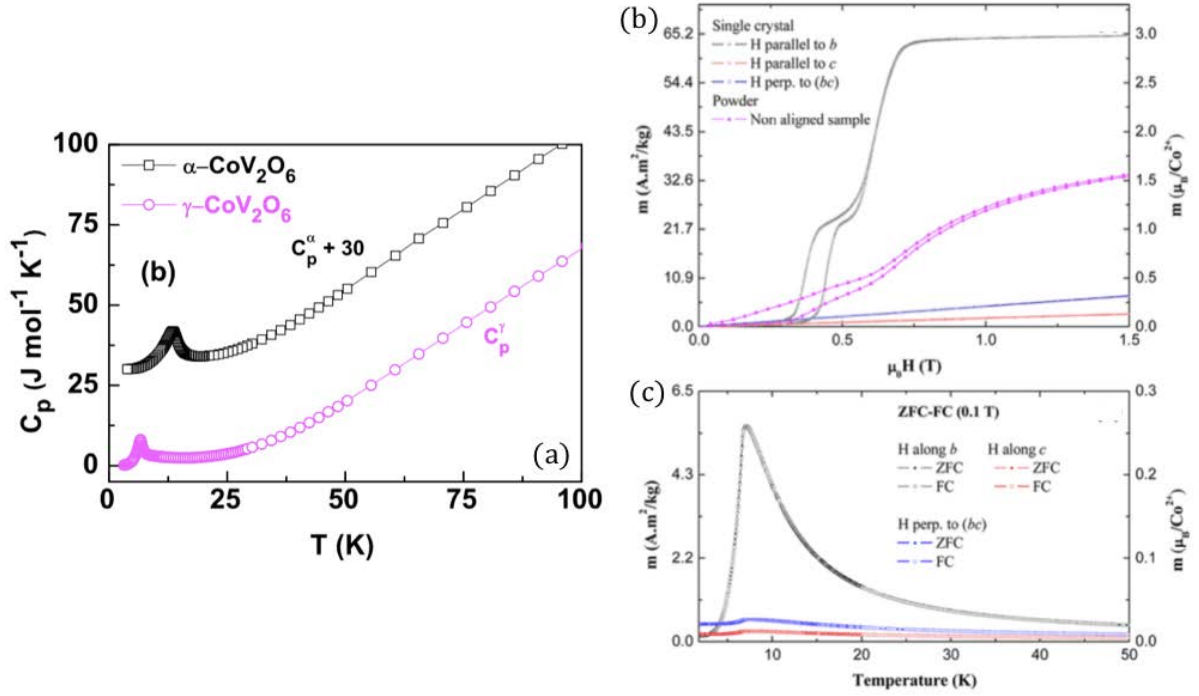 α–CoV₂O₆
γ–CoV₂O₆
C_p^α + 30
(b)
C_p^γ
(a)
C_p (J mol⁻¹ K⁻¹)
100
75
50
25
0
0
25
50
75
100
T (K)
(b)
Single crystal
H parallel to b
H parallel to c
H perp. to (bc)
Powder
Non aligned sample
m (A.m²/kg)
65.2
54.4
43.5
32.6
21.7
10.9
0.0
m (μB/Co²⁺)
3.0
2.5
2.0
1.5
1.0
0.5
0.0
0.0
0.5
1.0
1.5
μ₀H (T)
(c)
ZFC-FC (0.1 T)
H along b
H along c
ZFC
ZFC
FC
FC
H perp. to (bc)
ZFC
FC
m (A.m²/kg)
6.5
4.3
2.2
0.0
m (μB/Co²⁺)
0.3
0.2
0.1
0.0
10
20
30
40
50
Temperature (K)